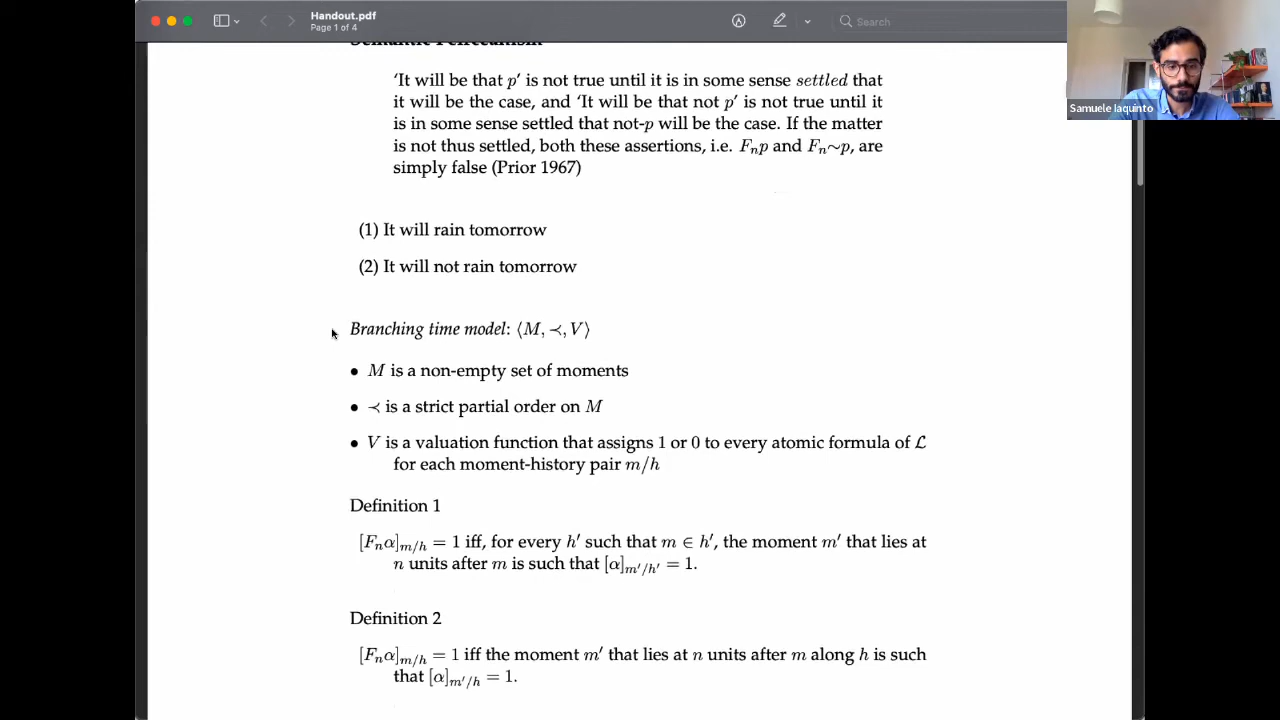 Handout.pdf
Page 1 of 4
Search
Samuele Iaquinto
'It will be that p' is not true until it is in some sense settled that
it will be the case, and 'It will be that not p' is not true until it
is in some sense settled that not-p will be the case. If the matter
is not thus settled, both these assertions, i.e. Fₙp and Fₙ∼p, are
simply false (Prior 1967)
(1) It will rain tomorrow
(2) It will not rain tomorrow
Branching time model: ⟨M, ≺, V⟩
• M is a non-empty set of moments
• ≺ is a strict partial order on M
• V is a valuation function that assigns 1 or 0 to every atomic formula of ℒ
for each moment-history pair m/h
Definition 1
[Fₙα]m/h = 1 iff, for every h′ such that m ∈ h′, the moment m′ that lies at
n units after m is such that [α]m′/h′ = 1.
Definition 2
[Fₙα]m/h = 1 iff the moment m′ that lies at n units after m along h is such
that [α]m′/h = 1.